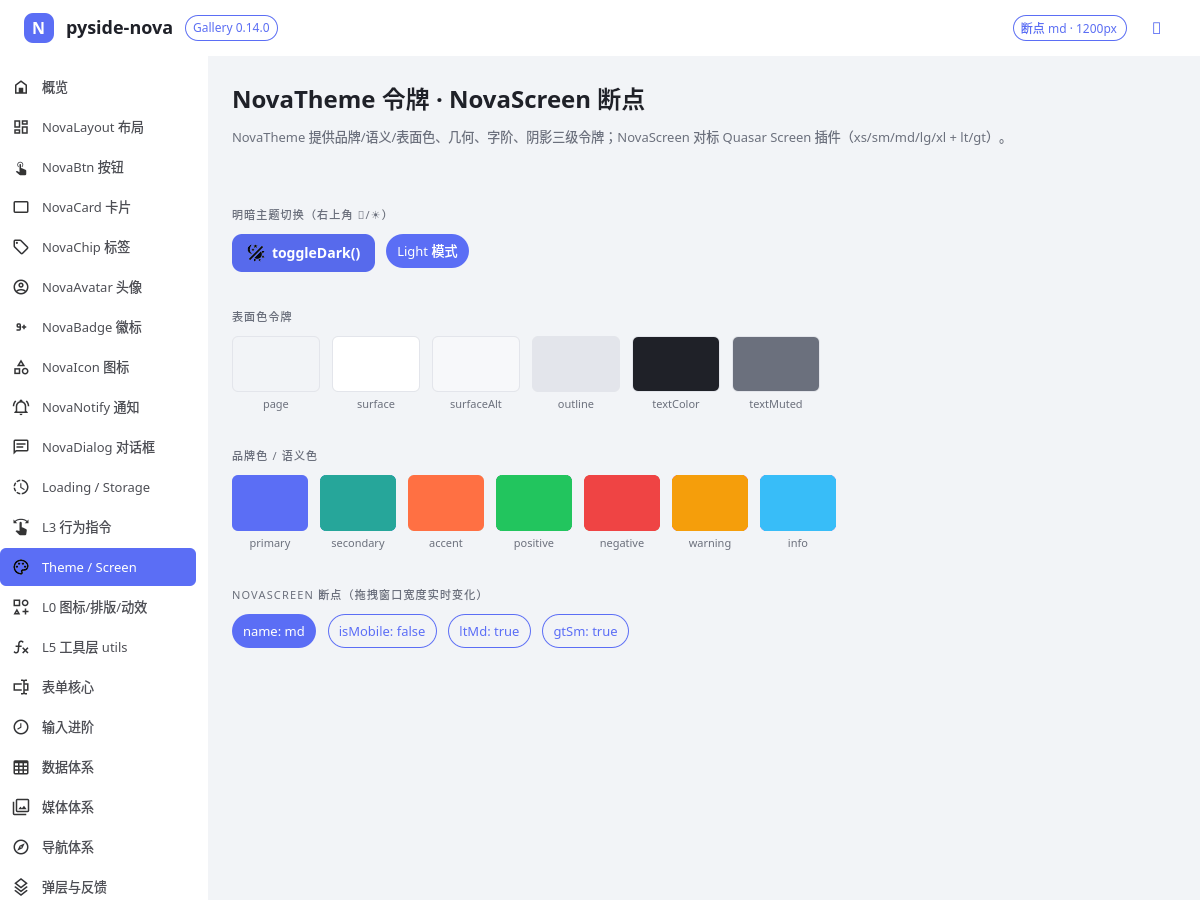 N pyside-nova Gallery 0.14.0 断点 md · 1200px
概览
NovaLayout 布局
NovaBtn 按钮
NovaCard 卡片
NovaChip 标签
NovaAvatar 头像
NovaBadge 徽标
NovaIcon 图标
NovaNotify 通知
NovaDialog 对话框
Loading / Storage
L3 行为指令
Theme / Screen
L0 图标/排版/动效
L5 工具层 utils
表单核心
输入进阶
数据体系
媒体体系
导航体系
弹层与反馈
NovaTheme 令牌 · NovaScreen 断点
NovaTheme 提供品牌/语义/表面色、几何、字阶、阴影三级令牌；NovaScreen 对标 Quasar Screen 插件（xs/sm/md/lg/xl + lt/gt）。
明暗主题切换（右上角 ▯/☀）
toggleDark() Light 模式
表面色令牌
page surface surfaceAlt outline textColor textMuted
品牌色 / 语义色
primary secondary accent positive negative warning info
NOVASCREEN 断点（拖拽窗口宽度实时变化）
name: md isMobile: false ltMd: true gtSm: true